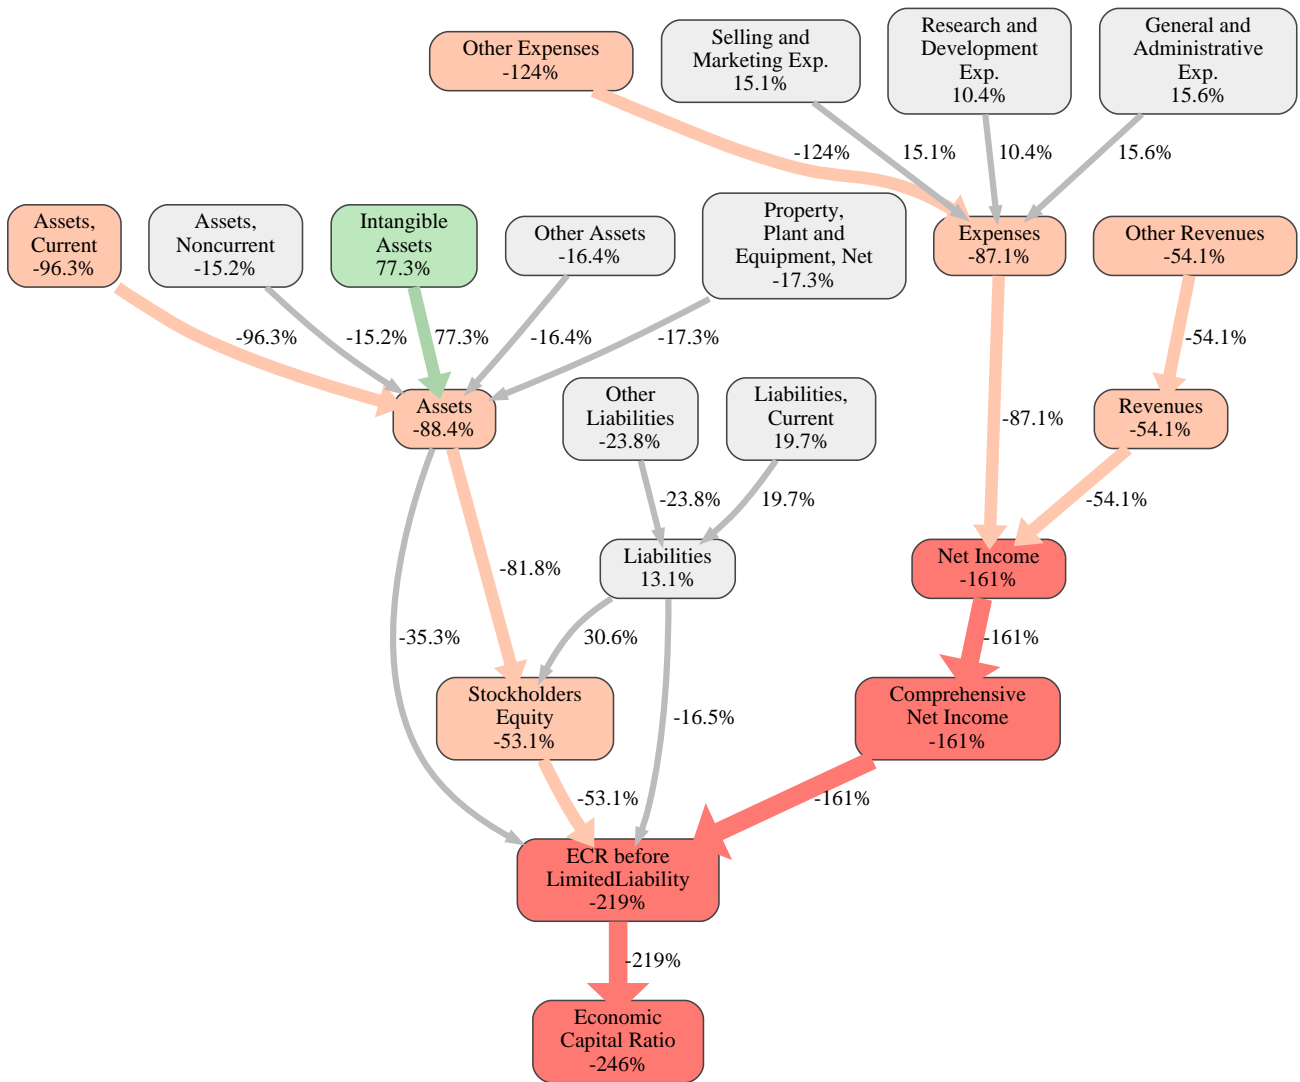 Other Expenses
-124%
Selling and
Marketing Exp.
15.1%
Research and
Development
Exp.
10.4%
General and
Administrative
Exp.
15.6%
-124%
15.1%
10.4%
15.6%
Assets,
Current
-96.3%
Assets,
Noncurrent
-15.2%
Intangible
Assets
77.3%
Other Assets
-16.4%
Property,
Plant and
Equipment, Net
-17.3%
Expenses
-87.1%
Other Revenues
-54.1%
-96.3%
-15.2%
77.3%
-16.4%
-17.3%
-87.1%
-54.1%
Assets
-88.4%
Other
Liabilities
-23.8%
Liabilities,
Current
19.7%
Revenues
-54.1%
-23.8%
19.7%
-54.1%
-81.8%
Liabilities
13.1%
Net Income
-161%
-35.3%
30.6%
-161%
Stockholders
Equity
-53.1%
-16.5%
Comprehensive
Net Income
-161%
-53.1%
-161%
ECR before
LimitedLiability
-219%
-219%
Economic
Capital Ratio
-246%